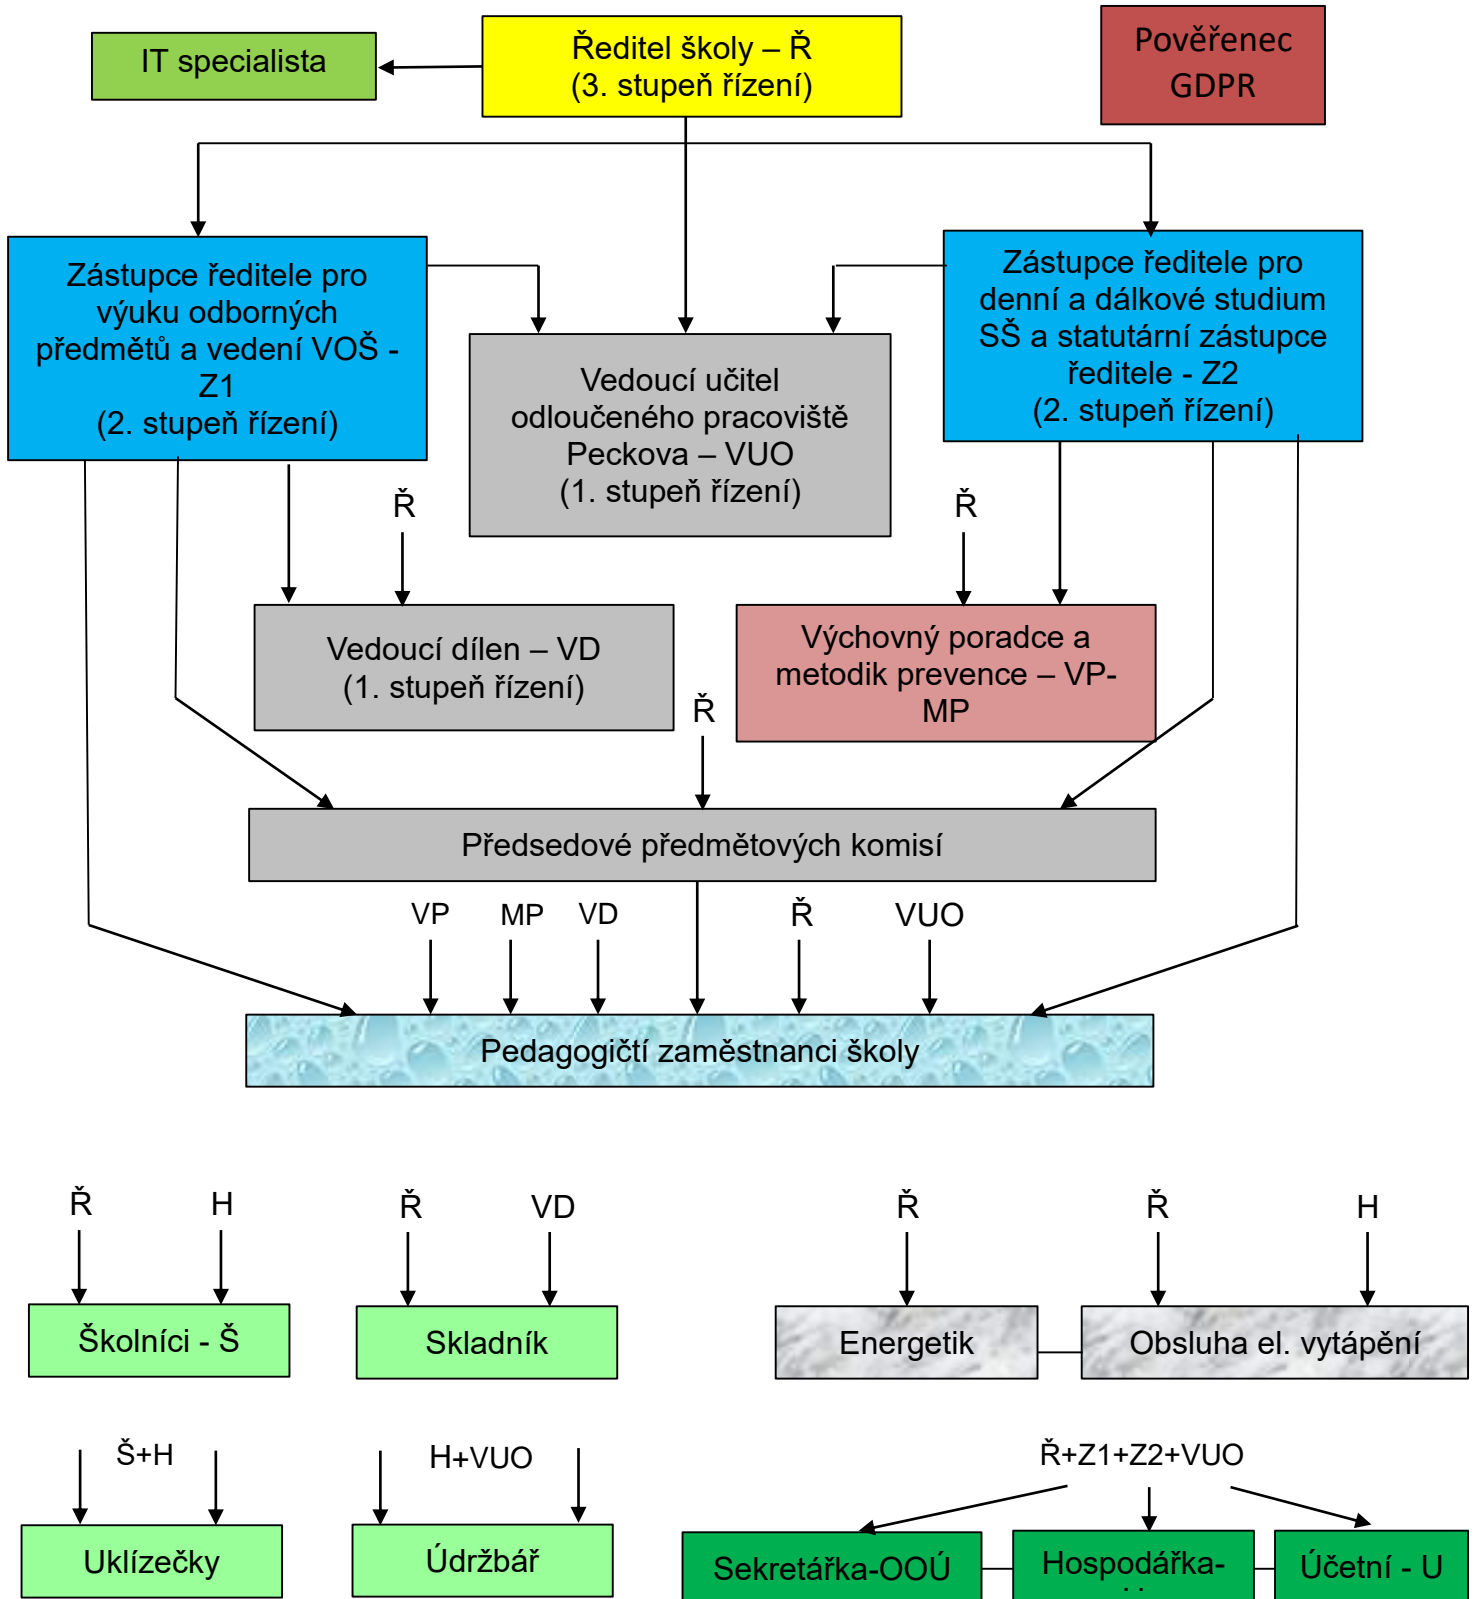 IT specialista
Ředitel školy – Ř
(3. stupeň řízení)
Pověřenec
GDPR
Zástupce ředitele pro
výuku odborných
předmětů a vedení VOŠ -
Z1
(2. stupeň řízení)
Vedoucí učitel
odloučeného pracoviště
Peckova – VUO
(1. stupeň řízení)
Zástupce ředitele pro
denní a dálkové studium
SŠ a statutární zástupce
ředitele - Z2
(2. stupeň řízení)
Ř
Ř
Vedoucí dílen – VD
(1. stupeň řízení)
Výchovný poradce a
metodik prevence – VP-
MP
Ř
Předsedové předmětových komisí
VP MP VD Ř VUO
Pedagogičtí zaměstnanci školy
Ř H Ř VD Ř Ř H
Školníci - Š
Skladník
Energetik
Obsluha el. vytápění
Š+H
H+VUO
Ř+Z1+Z2+VUO
Uklízečky
Údržbář
Sekretářka-OOÚ
Hospodářka-
Účetní - U